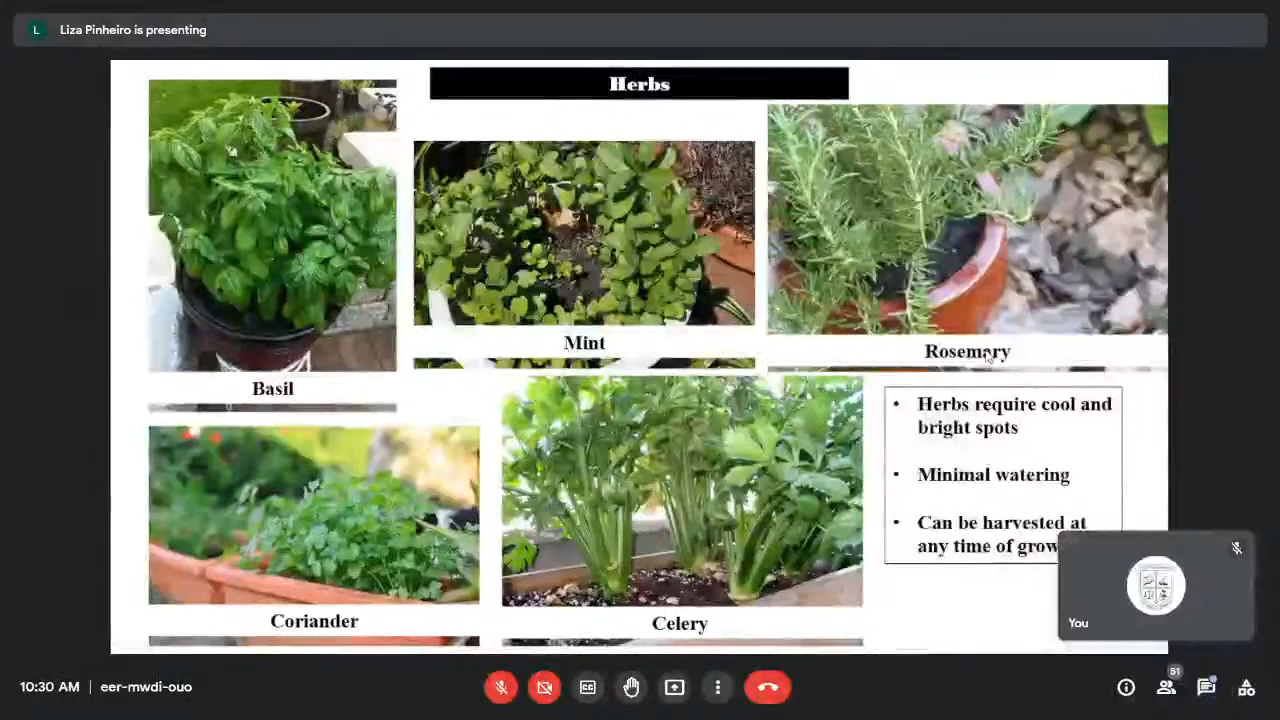 L
Liza Pinheiro is presenting
Herbs
Mint
Rosemary
Basil
• Herbs require cool and
bright spots
• Minimal watering
• Can be harvested at
any time of grow
Coriander
Celery
You
10:30 AM | eer-mwdi-ouo
51